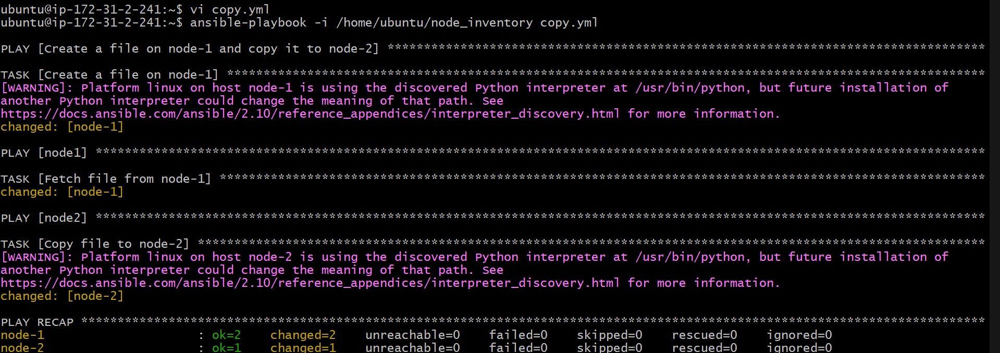 ubuntu@ip-172-31-2-241:~$ vi copy.yml
ubuntu@ip-172-31-2-241:~$ ansible-playbook -i /home/ubuntu/node_inventory copy.yml
PLAY [Create a file on node-1 and copy it to node-2] **********************************************************************************
TASK [Create a file on node-1] ********************************************************************************************************
[WARNING]: Platform linux on host node-1 is using the discovered Python interpreter at /usr/bin/python, but future installation of
another Python interpreter could change the meaning of that path. See
https://docs.ansible.com/ansible/2.10/reference_appendices/interpreter_discovery.html for more information.
changed: [node-1]
PLAY [node1] **************************************************************************************************************************
TASK [Fetch file from node-1] *********************************************************************************************************
changed: [node-1]
PLAY [node2] **************************************************************************************************************************
TASK [Copy file to node-2] ************************************************************************************************************
[WARNING]: Platform linux on host node-2 is using the discovered Python interpreter at /usr/bin/python, but future installation of
another Python interpreter could change the meaning of that path. See
https://docs.ansible.com/ansible/2.10/reference_appendices/interpreter_discovery.html for more information.
changed: [node-2]
PLAY RECAP ****************************************************************************************************************************
node-1                     : ok=2    changed=2    unreachable=0    failed=0    skipped=0    rescued=0    ignored=0
node-2                     : ok=1    changed=1    unreachable=0    failed=0    skipped=0    rescued=0    ignored=0